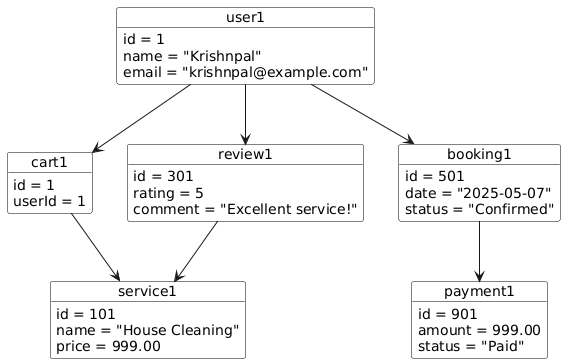 user1
id = 1
name = "Krishnpal"
email = "krishnpal@example.com"
cart1
id = 1
userId = 1
review1
id = 301
rating = 5
comment = "Excellent service!"
booking1
id = 501
date = "2025-05-07"
status = "Confirmed"
service1
id = 101
name = "House Cleaning"
price = 999.00
payment1
id = 901
amount = 999.00
status = "Paid"